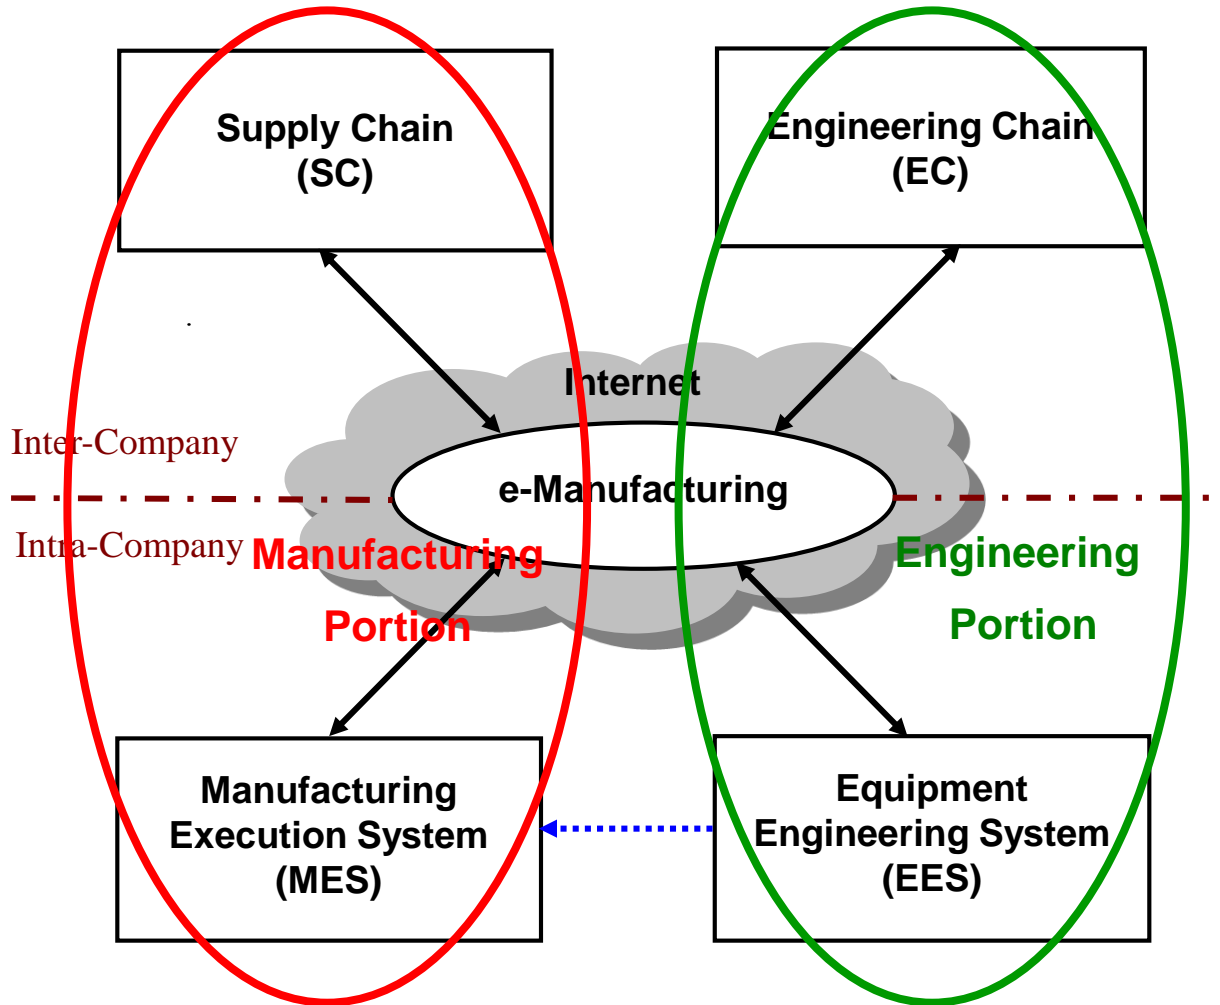 Supply Chain
(SC)
Engineering Chain
(EC)
Internet
Inter-Company
e-Manufacturing
Intra-Company
Manufacturing
Portion
Engineering
Portion
Manufacturing
Execution System
(MES)
Equipment
Engineering System
(EES)